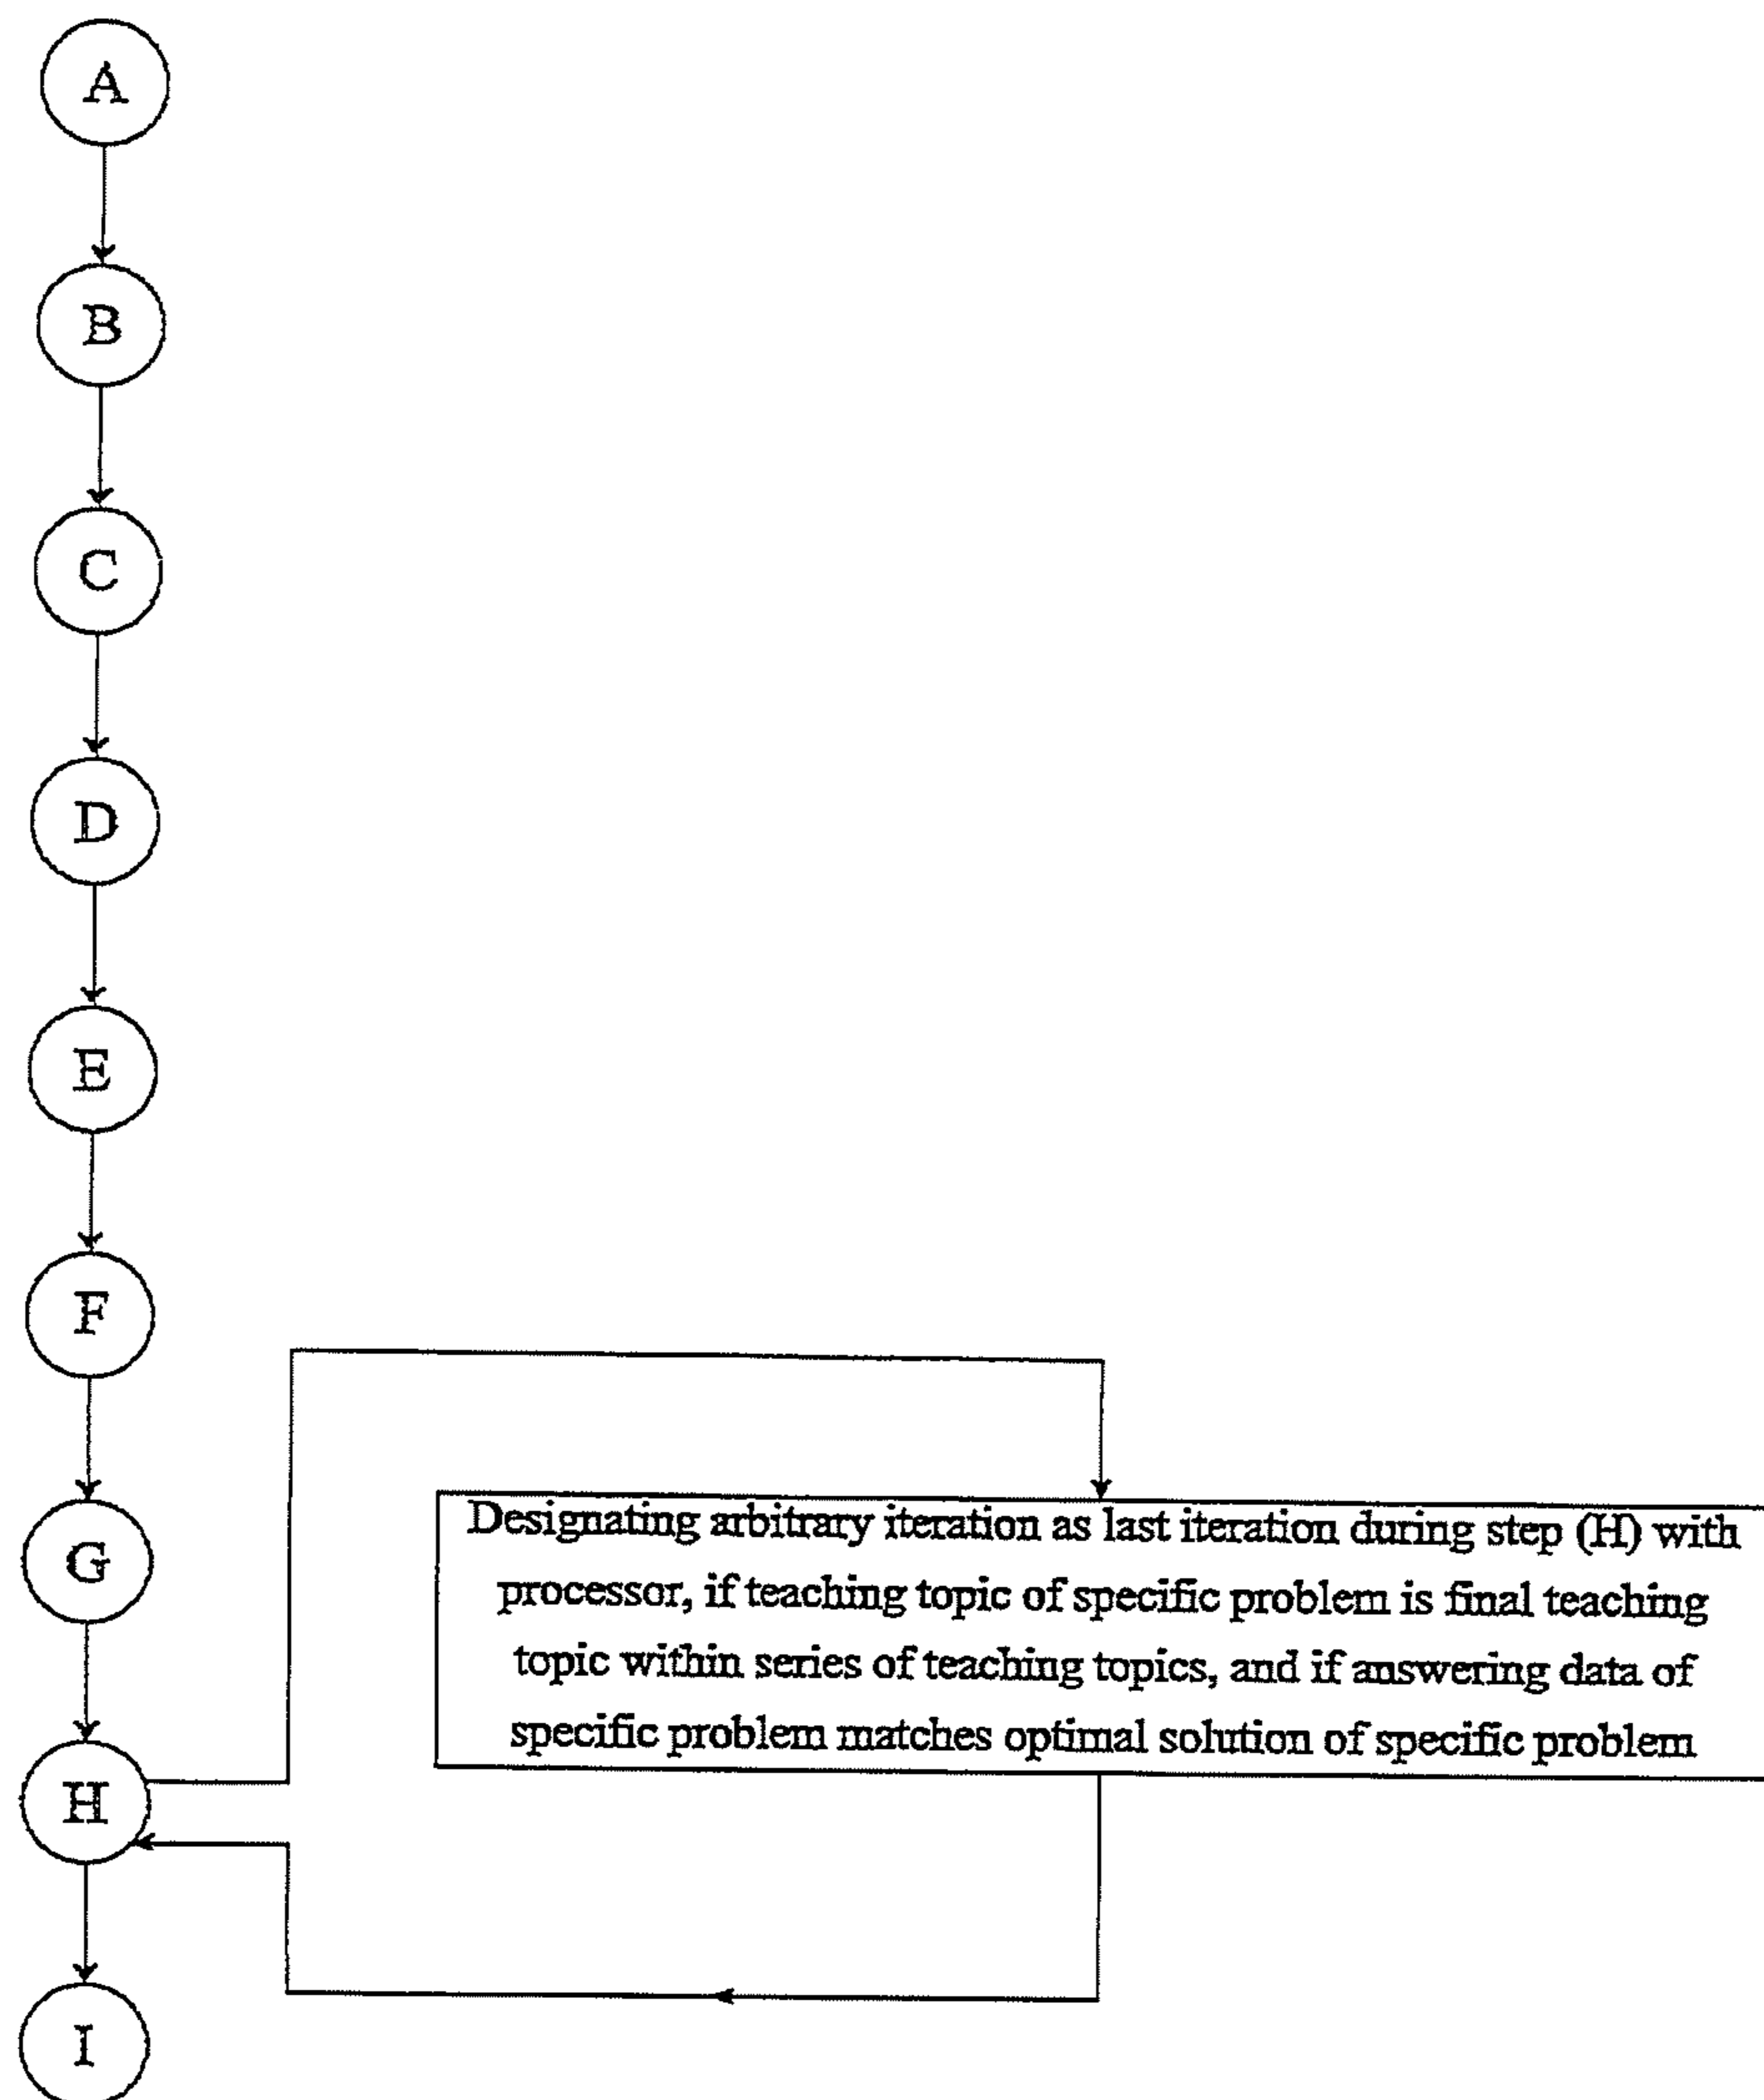 A
B
C
D
E
F
G
Designating arbitrary iteration as last iteration during step (H) with
processor, if teaching topic of specific problem is final teaching
topic within series of teaching topics, and if answering data of
specific problem matches optimal solution of specific problem
H
I